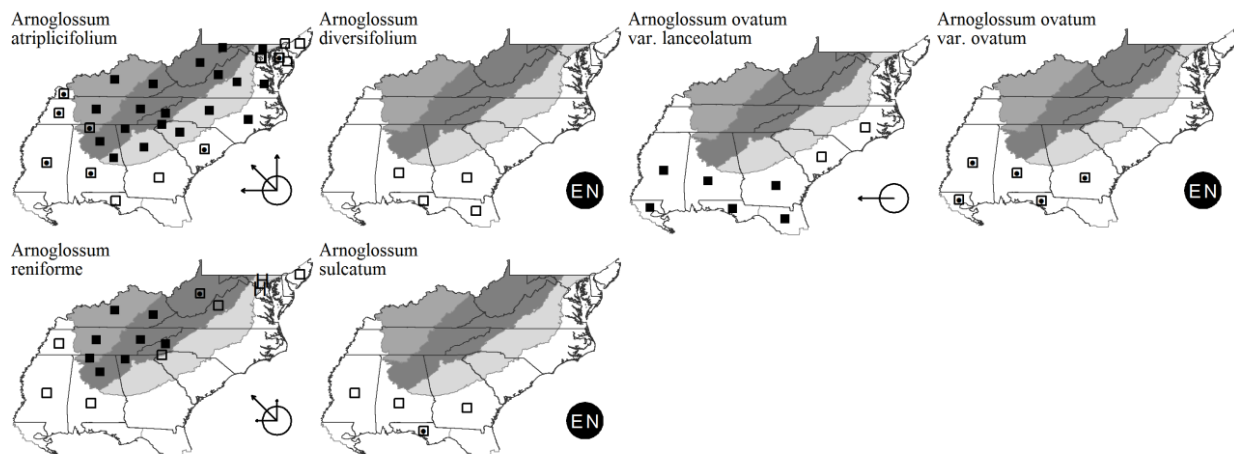 Arnoglossum
atriplicifolium
Arnoglossum
diversifolium
EN
Arnoglossum ovatum
var. lanceolatum
Arnoglossum ovatum
var. ovatum
EN
Arnoglossum
reniforme
H
H
Arnoglossum
sulcatum
EN